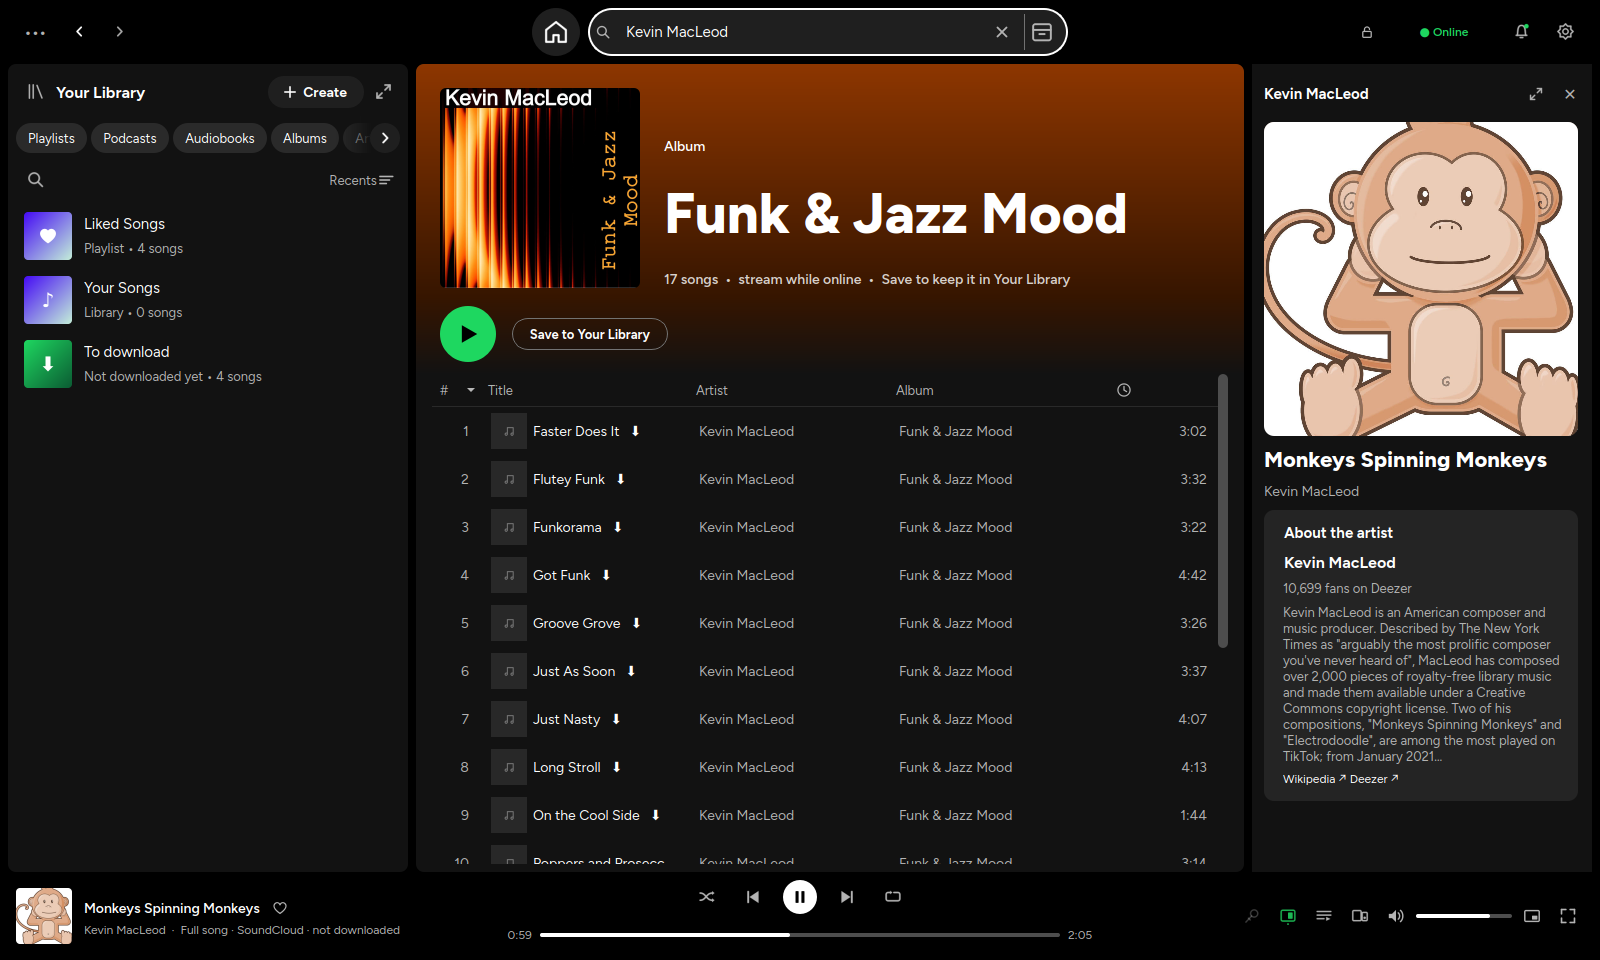 Kevin MacLeod
Online
Your Library
Create
Playlists
Podcasts
Audiobooks
Albums
Recents
Liked Songs
Playlist • 4 songs
Your Songs
Library • 0 songs
To download
Not downloaded yet • 4 songs
Kevin MacLeod
Funk & Jazz
Mood
Album
Funk & Jazz Mood
17 songs • stream while online • Save to keep it in Your Library
Save to Your Library
# Title Artist Album
1 Faster Does It Kevin MacLeod Funk & Jazz Mood 3:02
2 Flutey Funk Kevin MacLeod Funk & Jazz Mood 3:32
3 Funkorama Kevin MacLeod Funk & Jazz Mood 3:22
4 Got Funk Kevin MacLeod Funk & Jazz Mood 4:42
5 Groove Grove Kevin MacLeod Funk & Jazz Mood 3:26
6 Just As Soon Kevin MacLeod Funk & Jazz Mood 3:37
7 Just Nasty Kevin MacLeod Funk & Jazz Mood 4:07
8 Long Stroll Kevin MacLeod Funk & Jazz Mood 4:13
9 On the Cool Side Kevin MacLeod Funk & Jazz Mood 1:44
10 Peppers and Kevin MacLeod Funk & Jazz Mood 3:14
Kevin MacLeod
Monkeys Spinning Monkeys
Kevin MacLeod
About the artist
Kevin MacLeod
10,699 fans on Deezer
Kevin MacLeod is an American composer and
music producer. Described by The New York
Times as "arguably the most prolific composer
you've never heard of", MacLeod has composed
over 2,000 pieces of royalty-free library music
and made them available under a Creative
Commons copyright license. Two of his
compositions, "Monkeys Spinning Monkeys" and
"Electrodoodle", are among the most played on
TikTok; from January 2021...
Wikipedia ↗ Deezer ↗
Monkeys Spinning Monkeys
Kevin MacLeod · Full song · SoundCloud · not downloaded
0:59
2:05